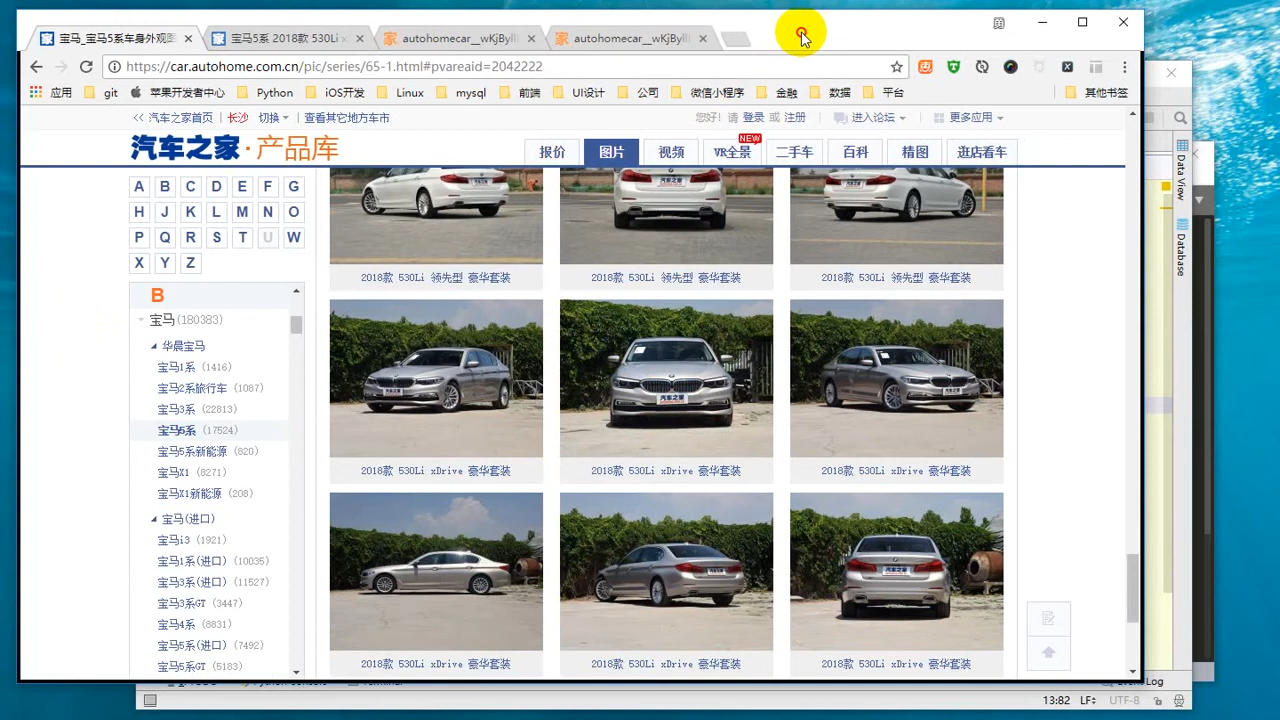 宝马_宝马5系车身外观图
宝马5系 2018款 530Li x
autohomecar__wKjByll
autohomecar__wKjBylll
https://car.autohome.com.cn/pic/series/65-1.html#pvareaid=2042222
应用 git 苹果开发者中心 Python iOS开发 Linux mysql 前端 UI设计 公司 微信小程序 金融 数据 平台 其他书签
<< 汽车之家首页 长沙 切换 查看其它地方车市 您好! 请 登录 或 注册 进入论坛 更多应用
汽车之家·产品库
报价 图片 视频 VR全景 NEW 二手车 百科 精图 逛店看车
A B C D E F G
H J K L M N O
P Q R S T U W
X Y Z
B
宝马(180383)
华晨宝马
宝马1系 (1416)
宝马2系旅行车 (1087)
宝马3系 (22813)
宝马5系 (17524)
宝马5系新能源 (820)
宝马X1 (8271)
宝马X1新能源 (208)
宝马(进口)
宝马i3 (1921)
宝马1系(进口) (10035)
宝马3系(进口) (11527)
宝马3系GT (3447)
宝马4系 (8831)
宝马5系(进口) (7492)
宝马5系GT (5183)
2018款 530Li 领先型 豪华套装
2018款 530Li 领先型 豪华套装
2018款 530Li 领先型 豪华套装
2018款 530Li xDrive 豪华套装
2018款 530Li xDrive 豪华套装
2018款 530Li xDrive 豪华套装
2018款 530Li xDrive 豪华套装
2018款 530Li xDrive 豪华套装
2018款 530Li xDrive 豪华套装
汽车之家
汽车之家
Data View
Database
Log
13:82 LF UTF-8